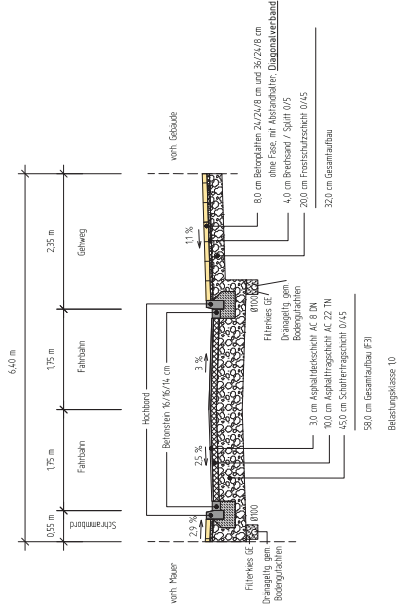 6,40 m
0,55 m
1,75 m
1,75 m
2,35 m
Schrammbord
Fahrbahn
Fahrbahn
Gehweg
vorh. Mauer
vorh. Gebäude
Hochbord
Betonstein 16/16/14 cm
2,9 %
2,5 %
3 %
1,1 %
Filterkies GE
Ø100
Dränageltg. gem.
Bodengutachten
Ø100
Filterkies GE
Dränageltg. gem.
Bodengutachten
8,0 cm Betonplatten 24/24/8 cm und 36/24/8 cm
ohne Fase, mit Abstandhalter, Diagonalverband
4,0 cm Brechsand / Splitt 0/5
20,0 cm Frostschutzschicht 0/45
32,0 cm Gesamtaufbau
3,0 cm Asphaltdeckschicht AC 8 DN
10,0 cm Asphalttragschicht AC 22 TN
45,0 cm Schottertragschicht 0/45
58,0 cm Gesamtaufbau (F3)
Belastungsklasse 1,0